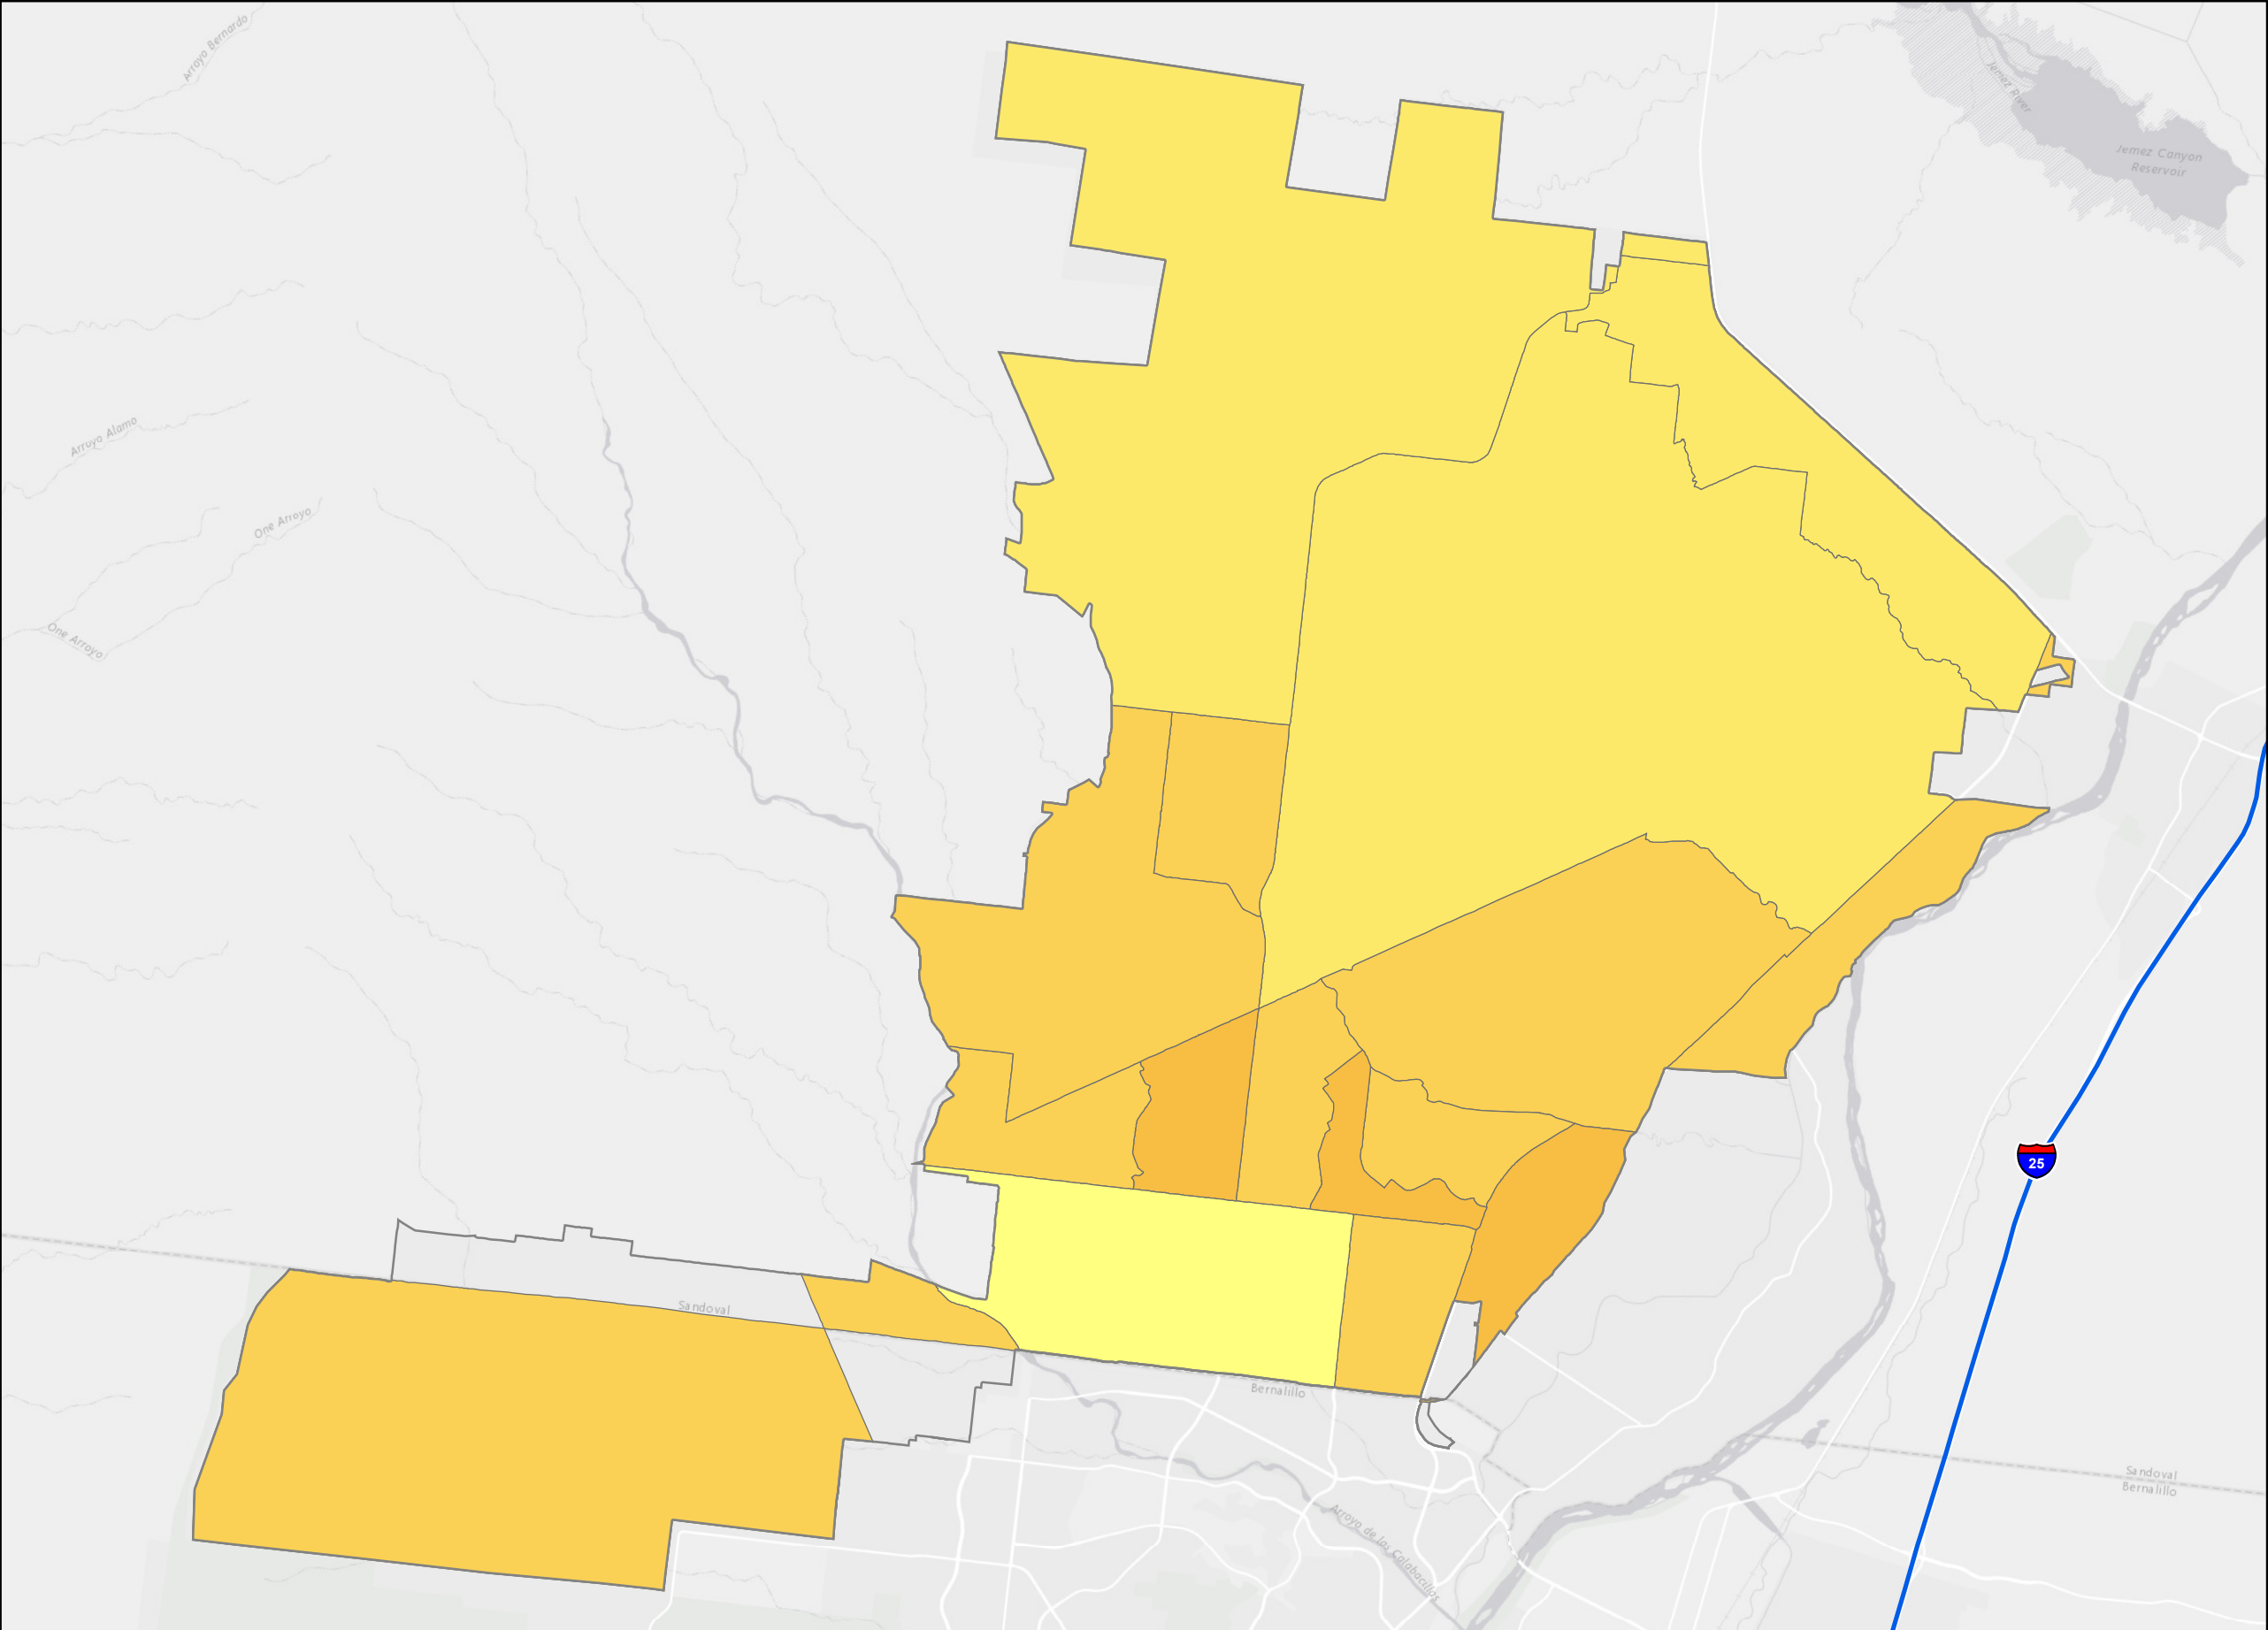 Arroyo Bernardo
Jemez River
Jemez Canyon
Reservoir
Arroyo Alamo
One Arroyo
One Arroyo
25
Sandoval
Bernalillo
Sandoval
Bernalillo
Arroyo de las Calabacillas